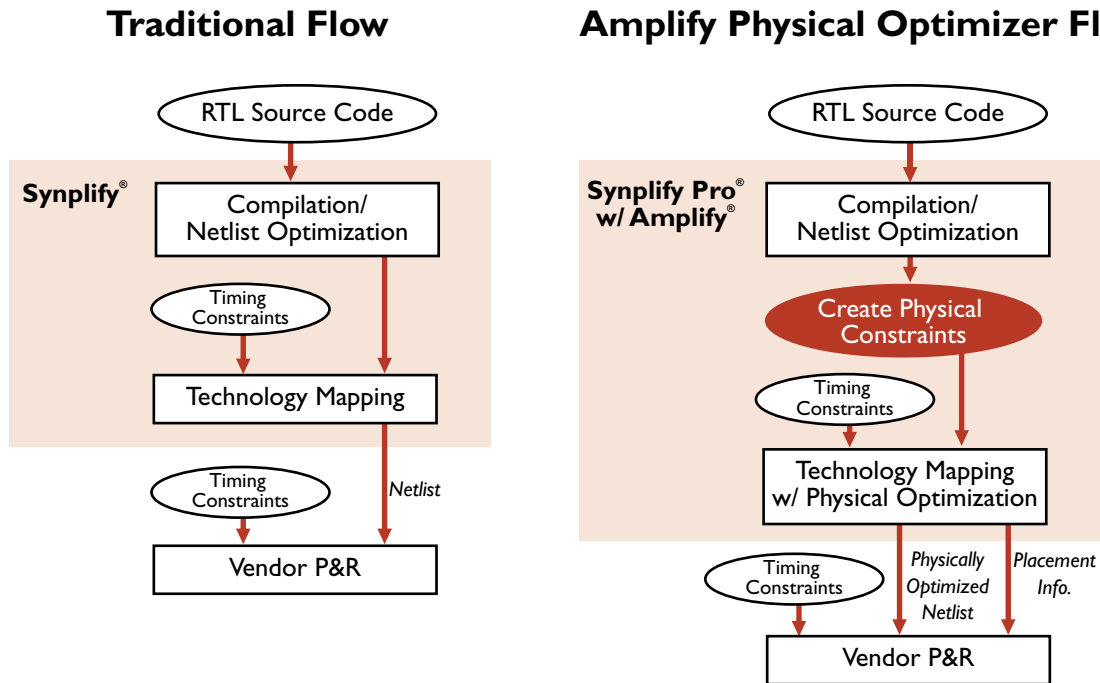 Traditional Flow
RTL Source Code
Synplify®
Compilation/
Netlist Optimization
Timing
Constraints
Technology Mapping
Timing
Constraints
Netlist
Vendor P&R
Amplify Physical Optimizer Fl
RTL Source Code
Synplify Pro®
w/ Amplify®
Compilation/
Netlist Optimization
Create Physical
Constraints
Timing
Constraints
Technology Mapping
w/ Physical Optimization
Timing
Constraints
Physically
Optimized
Netlist
Placement
Info.
Vendor P&R